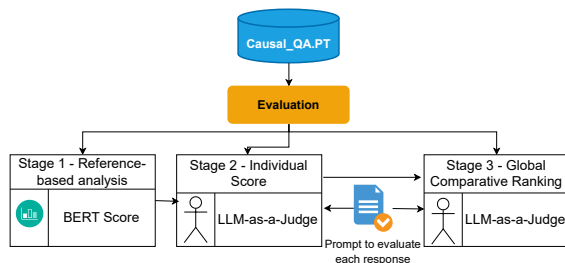 Causal_QA.PT
Evaluation
Stage 1 - Reference-
based analysis
BERT Score
Stage 2 - Individual
Score
LLM-as-a-Judge
Prompt to evaluate
each response
Stage 3 - Global
Comparative Ranking
LLM-as-a-Judge